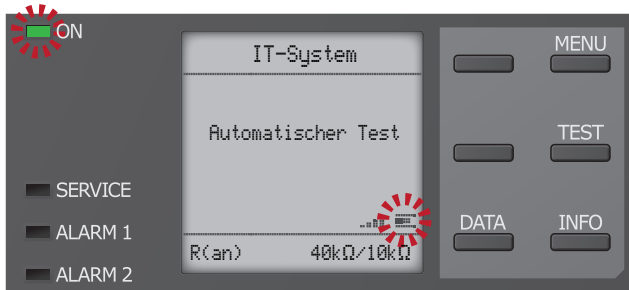 ON
IT-System
MENU
Automatischer Test
TEST
SERVICE
ALARM 1
DATA
INFO
R(an) 40kΩ/10kΩ
ALARM 2